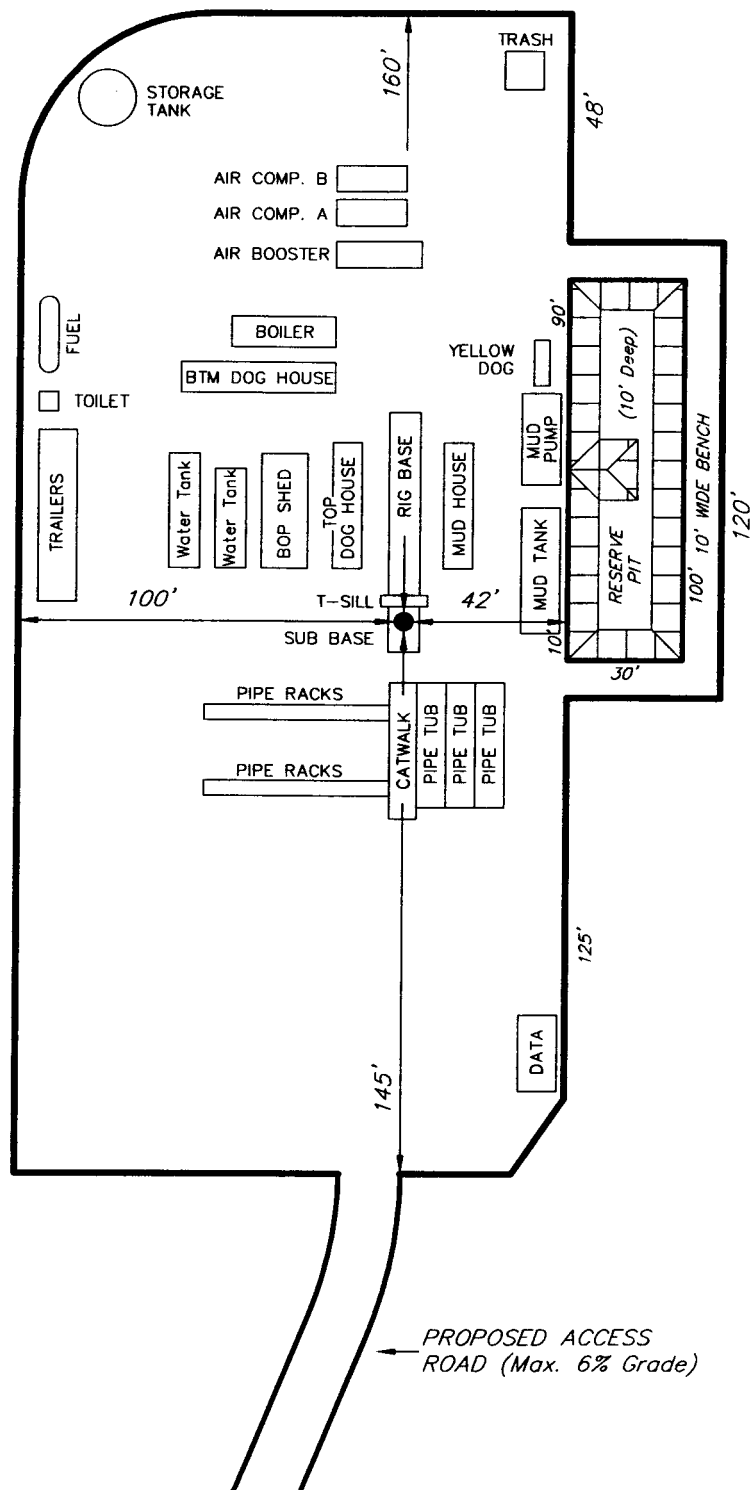 TRASH
STORAGE
TANK
160'
48'
AIR COMP. B
AIR COMP. A
AIR BOOSTER
FUEL
BOILER
90'
YELLOW
DOG
(10' Deep)
BTM DOG HOUSE
TOILET
MUD
PUMP
TRAILERS
Water Tank
Water Tank
BOP SHED
TOP
DOG HOUSE
RIG BASE
MUD HOUSE
MUD TANK
RESERVE
PIT
100' 10' WIDE BENCH
120'
100'
T-SILL
42'
SUB BASE
10'
30'
PIPE RACKS
CATWALK
PIPE TUB
PIPE TUB
PIPE TUB
PIPE RACKS
125'
DATA
145'
PROPOSED ACCESS
ROAD (Max. 6% Grade)